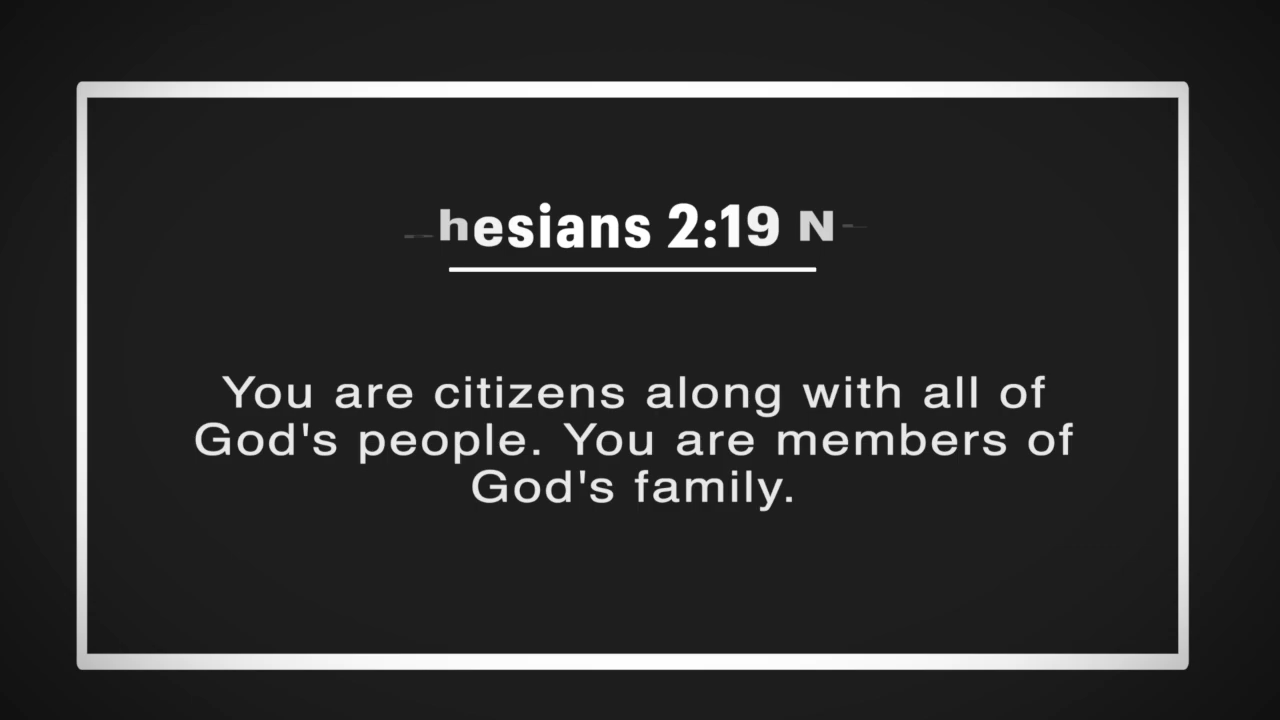 hesians 2:19 N
You are citizens along with all of
God's people. You are members of
God's family.